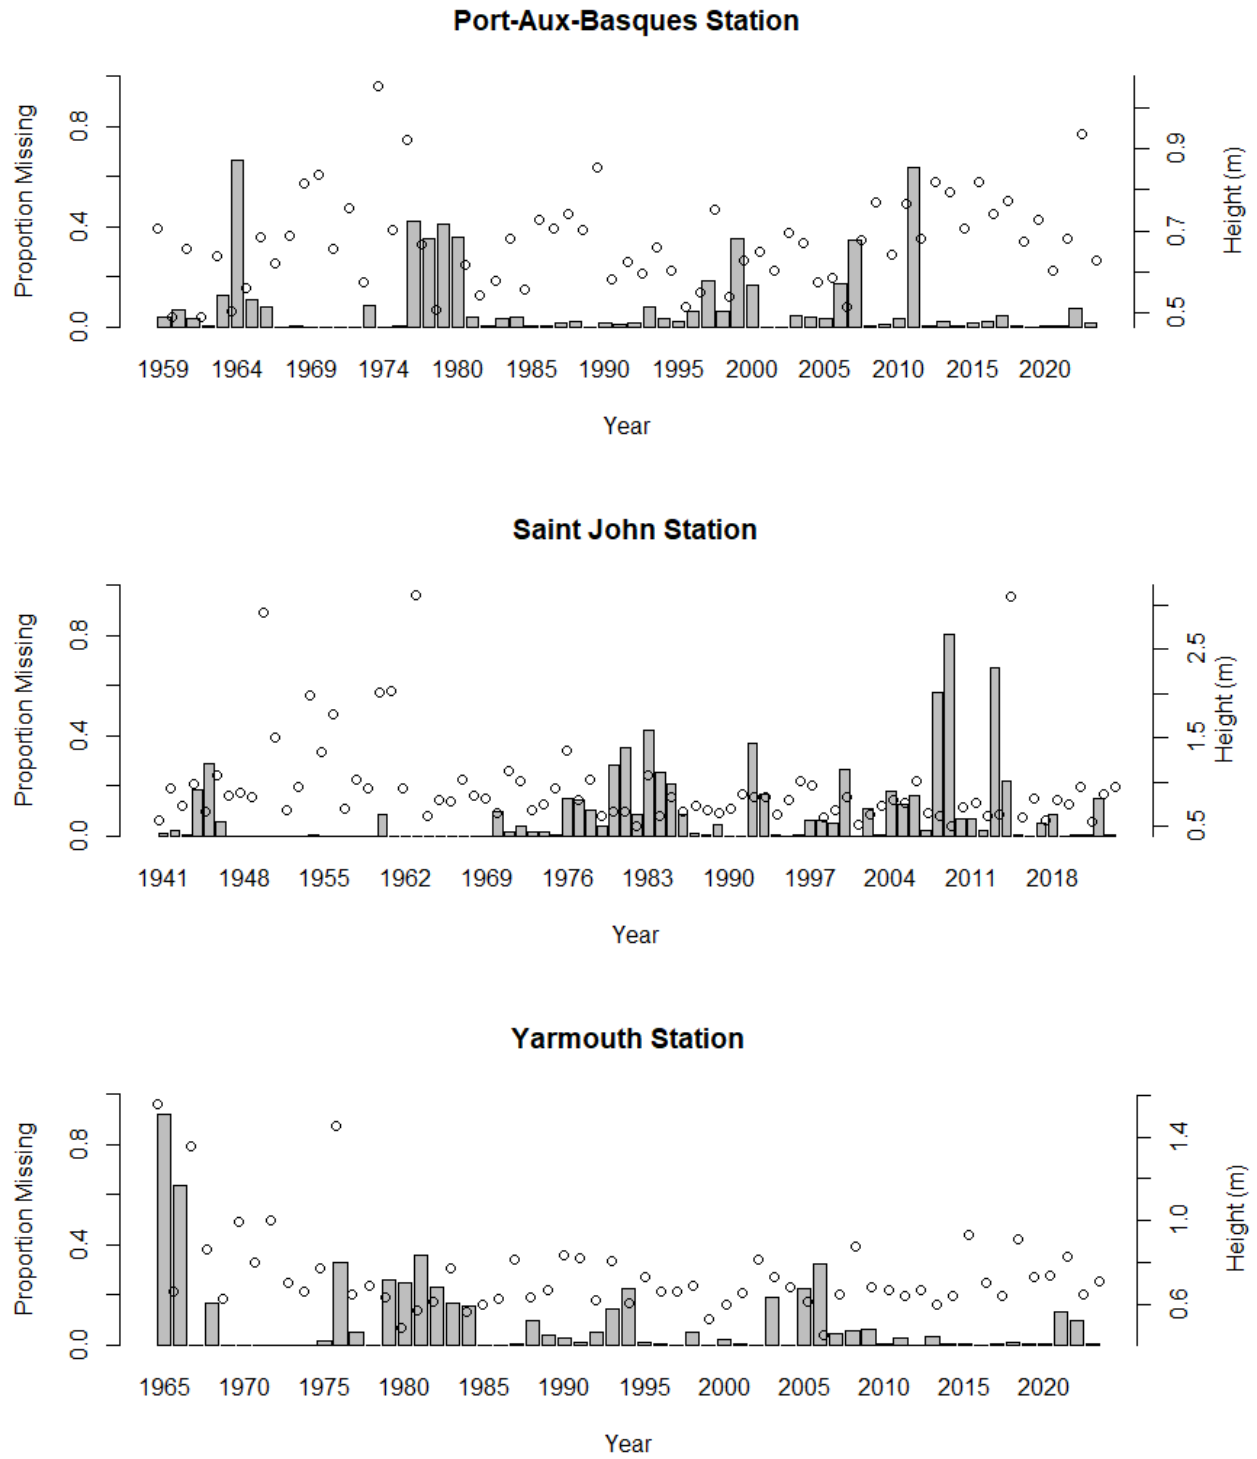 Port-Aux-Basques Station
Proportion Missing
0.0 0.4 0.8
0.5 0.7 0.9
Height (m)
1959 1964 1969 1974 1980 1985 1990 1995 2000 2005 2010 2015 2020
Year
Saint John Station
Proportion Missing
0.0 0.4 0.8
0.5 1.5 2.5
Height (m)
1941 1948 1955 1962 1969 1976 1983 1990 1997 2004 2011 2018
Year
Yarmouth Station
Proportion Missing
0.0 0.4 0.8
0.6 1.0 1.4
Height (m)
1965 1970 1975 1980 1985 1990 1995 2000 2005 2010 2015 2020
Year